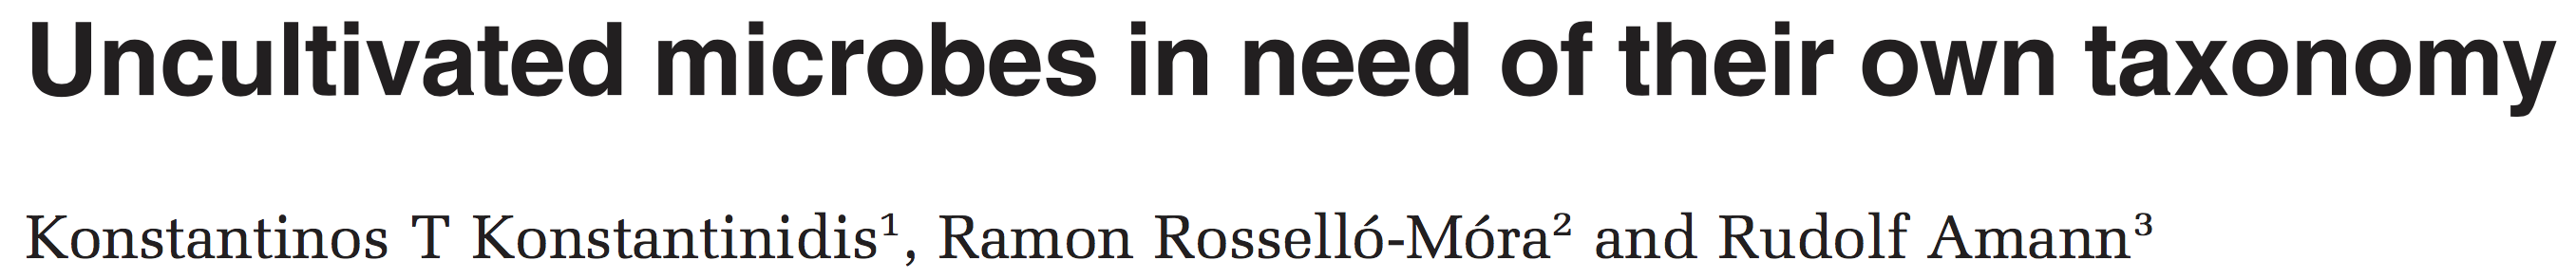 Uncultivated microbes in need of their own taxonomy
Konstantinos T Konstantinidis¹, Ramon Rosselló-Móra² and Rudolf Amann³